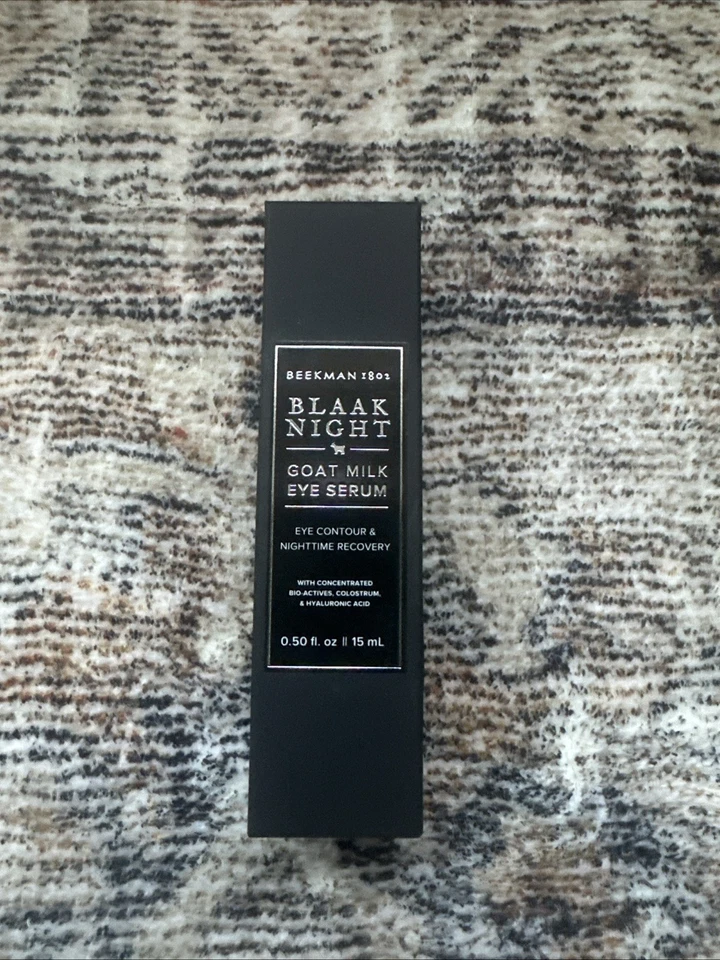 BEEKMAN 1802
BLAAK
NIGHT
GOAT MILK
EYE SERUM
EYE CONTOUR &
NIGHTTIME RECOVERY
WITH CONCENTRATED
BIO-ACTIVES, COLOSTRUM,
& HYALURONIC ACID
0.50 fl. oz || 15 mL